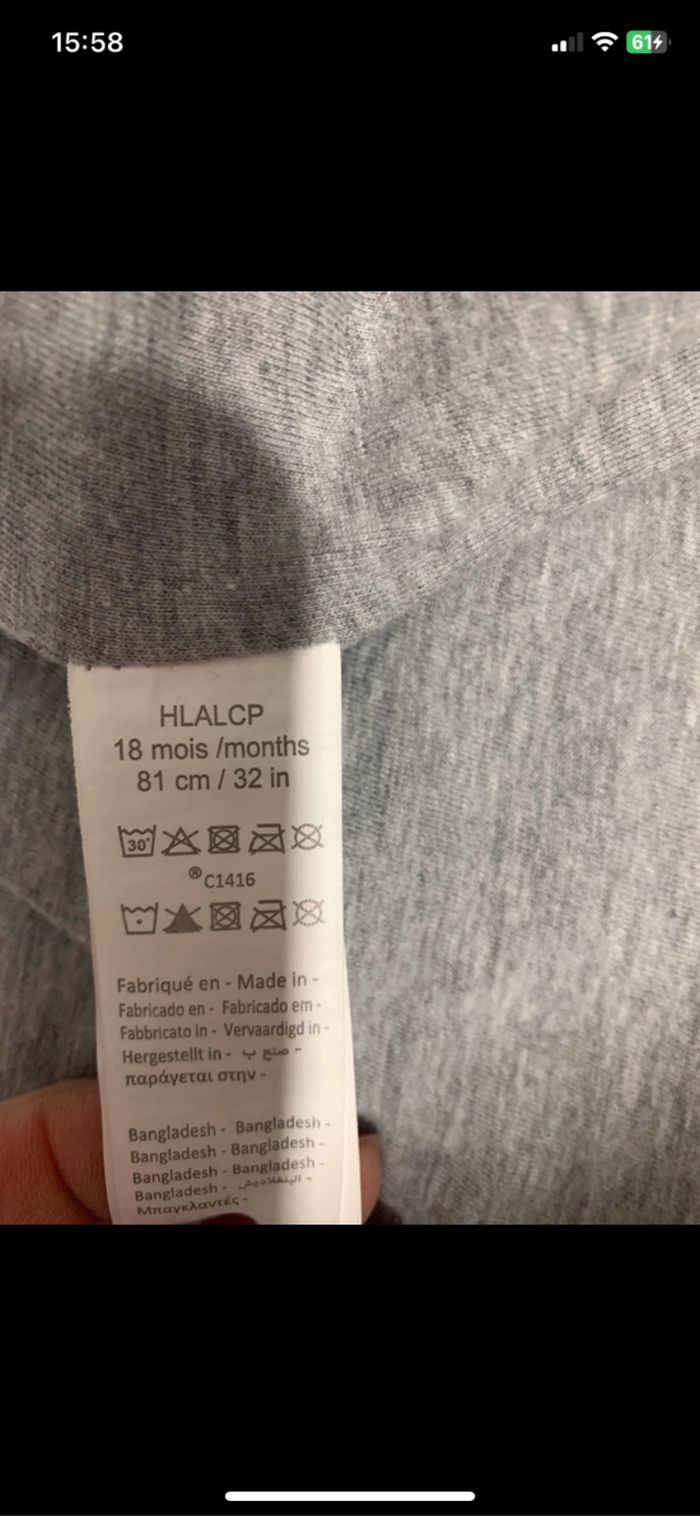 15:58
61
HLALCP
18 mois /months
81 cm / 32 in
30°
®C1416
Fabriqué en - Made in -
Fabricado en - Fabricado em -
Fabbricato in - Vervaardigd in -
Hergestellt in - صنع ب -
παράγεται στην -
Bangladesh - Bangladesh -
Bangladesh - Bangladesh -
Bangladesh - Bangladesh -
Bangladesh - البنغلاديش -
Μπαγκλαντές -